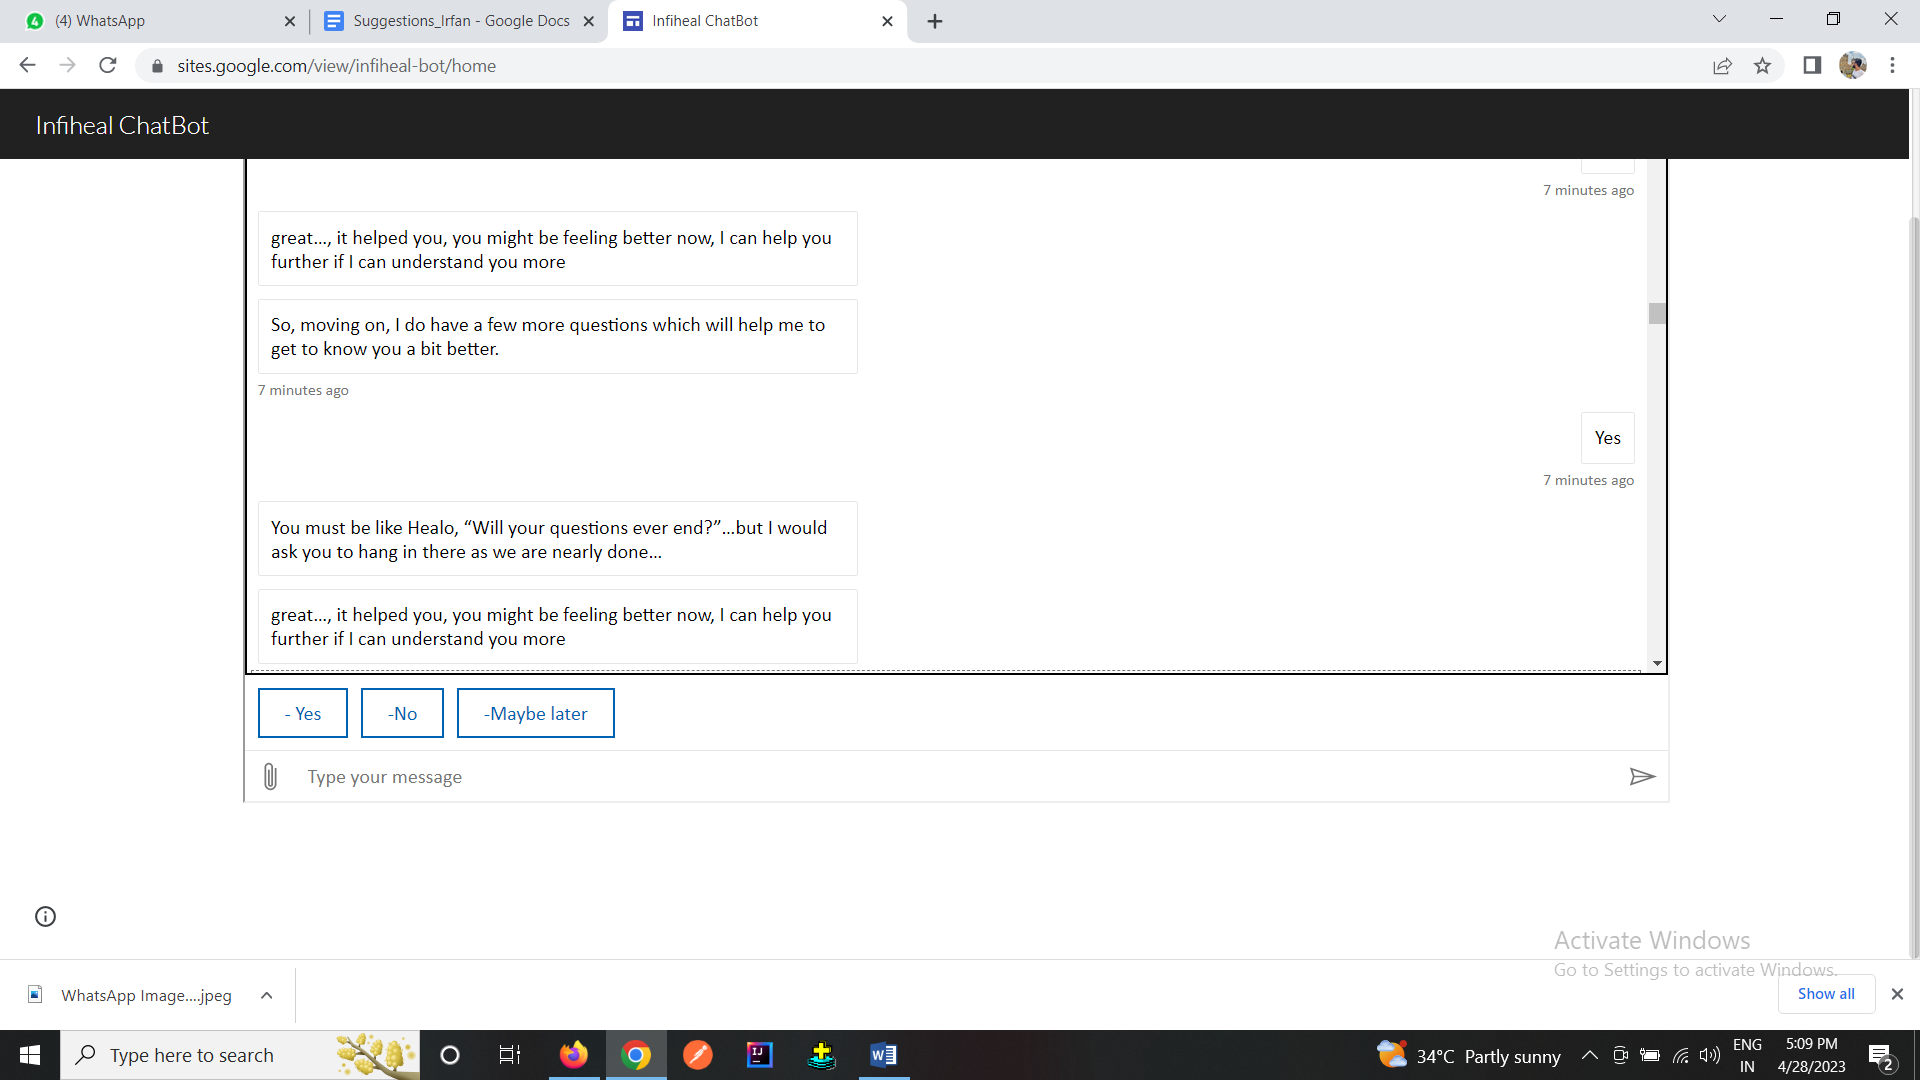 (4) WhatsApp
Suggestions_Irfan - Google Docs
Infiheal ChatBot
sites.google.com/view/infiheal-bot/home
Infiheal ChatBot
7 minutes ago
great..., it helped you, you might be feeling better now, I can help you
further if I can understand you more
So, moving on, I do have a few more questions which will help me to
get to know you a bit better.
7 minutes ago
Yes
7 minutes ago
You must be like Healo, “Will your questions ever end?”...but I would
ask you to hang in there as we are nearly done...
great..., it helped you, you might be feeling better now, I can help you
further if I can understand you more
- Yes
-No
-Maybe later
Type your message
Activate Windows
Go to Settings to activate Windows.
WhatsApp Image....jpeg
Show all
Type here to search
34°C Partly sunny
ENG
IN
5:09 PM
4/28/2023
2